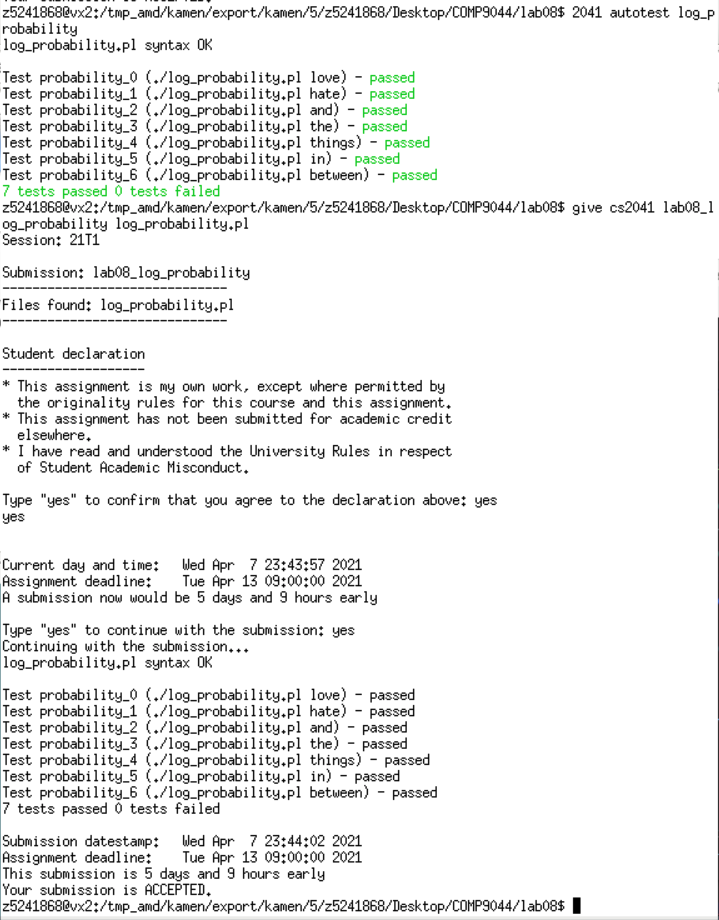 z5241868@vx2:/tmp_amd/kamen/export/kamen/5/z5241868/Desktop/COMP9044/lab08$ 2041 autotest log_p
robability
log_probability.pl syntax OK
Test probability_0 (./log_probability.pl love) - passed
Test probability_1 (./log_probability.pl hate) - passed
Test probability_2 (./log_probability.pl and) - passed
Test probability_3 (./log_probability.pl the) - passed
Test probability_4 (./log_probability.pl things) - passed
Test probability_5 (./log_probability.pl in) - passed
Test probability_6 (./log_probability.pl between) - passed
7 tests passed 0 tests failed
z5241868@vx2:/tmp_amd/kamen/export/kamen/5/z5241868/Desktop/COMP9044/lab08$ give cs2041 lab08_l
og_probability log_probability.pl
Session: 21T1
Submission: lab08_log_probability
------------------------------
Files found: log_probability.pl
------------------------------
Student declaration
-------------------
* This assignment is my own work, except where permitted by
the originality rules for this course and this assignment.
* This assignment has not been submitted for academic credit
elsewhere.
* I have read and understood the University Rules in respect
of Student Academic Misconduct.
Type "yes" to confirm that you agree to the declaration above: yes
yes
Current day and time:   Wed Apr  7 23:43:57 2021
Assignment deadline:    Tue Apr 13 09:00:00 2021
A submission now would be 5 days and 9 hours early
Type "yes" to continue with the submission: yes
Continuing with the submission...
log_probability.pl syntax OK
Test probability_0 (./log_probability.pl love) - passed
Test probability_1 (./log_probability.pl hate) - passed
Test probability_2 (./log_probability.pl and) - passed
Test probability_3 (./log_probability.pl the) - passed
Test probability_4 (./log_probability.pl things) - passed
Test probability_5 (./log_probability.pl in) - passed
Test probability_6 (./log_probability.pl between) - passed
7 tests passed 0 tests failed
Submission datestamp:   Wed Apr  7 23:44:02 2021
Assignment deadline:    Tue Apr 13 09:00:00 2021
This submission is 5 days and 9 hours early
Your submission is ACCEPTED.
z5241868@vx2:/tmp_amd/kamen/export/kamen/5/z5241868/Desktop/COMP9044/lab08$